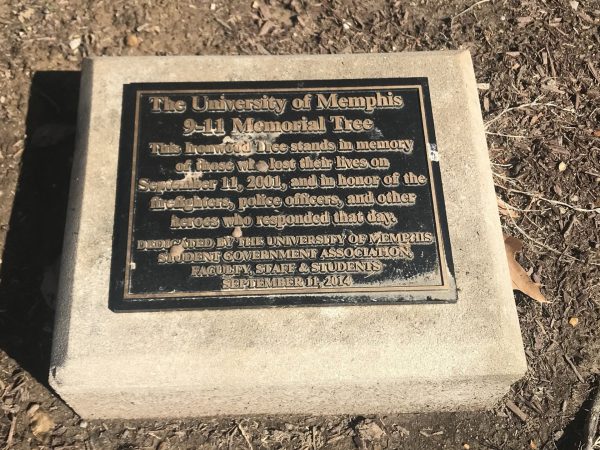 The University of Memphis
9-11 Memorial Tree
This Ironwood Tree stands in memory
of those who lost their lives on
September 11, 2001, and in honor of the
firefighters, police officers, and other
heroes who responded that day.
DEDICATED BY THE UNIVERSITY OF MEMPHIS
STUDENT GOVERNMENT ASSOCIATION,
FACULTY, STAFF & STUDENTS
SEPTEMBER 11, 2014